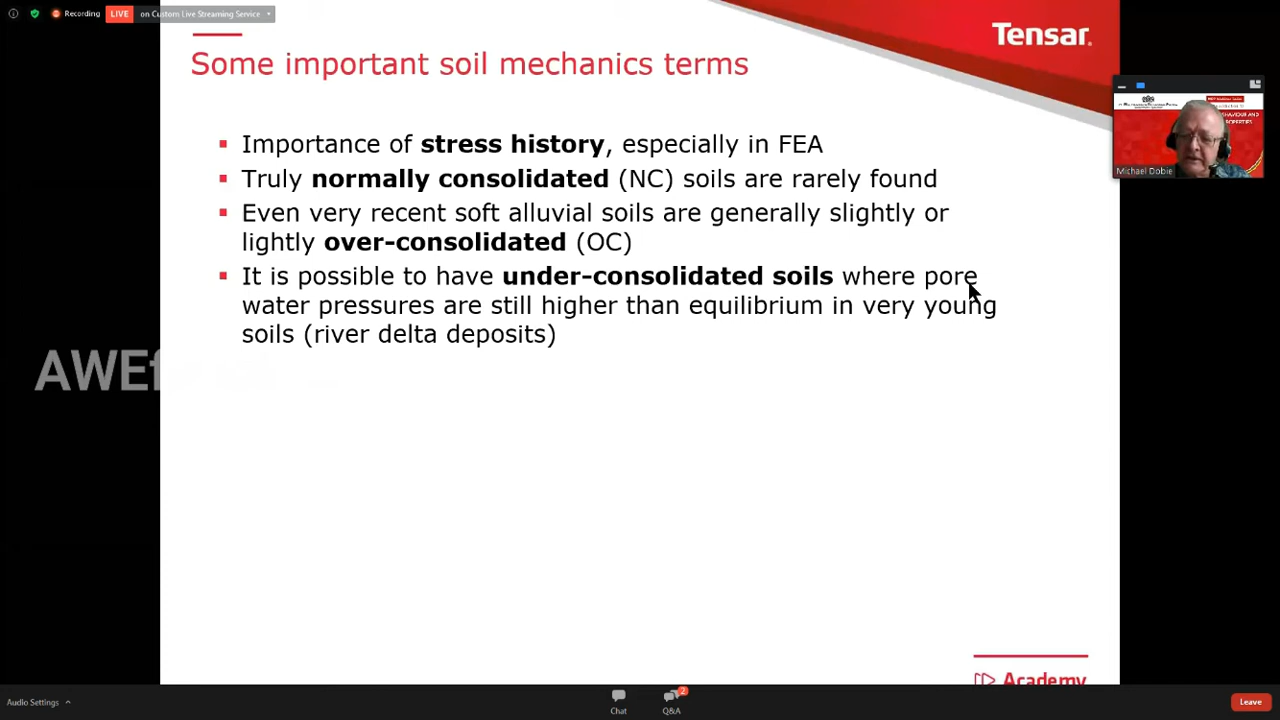 Recording
LIVE
on Custom Live Streaming Service
Tensar.
Some important soil mechanics terms
Importance of stress history, especially in FEA
Truly normally consolidated (NC) soils are rarely found
Even very recent soft alluvial soils are generally slightly or
lightly over-consolidated (OC)
It is possible to have under-consolidated soils where pore
water pressures are still higher than equilibrium in very young
soils (river delta deposits)
Michael Dobie
Academy
Audio Settings
Chat
2
Q&A
Leave